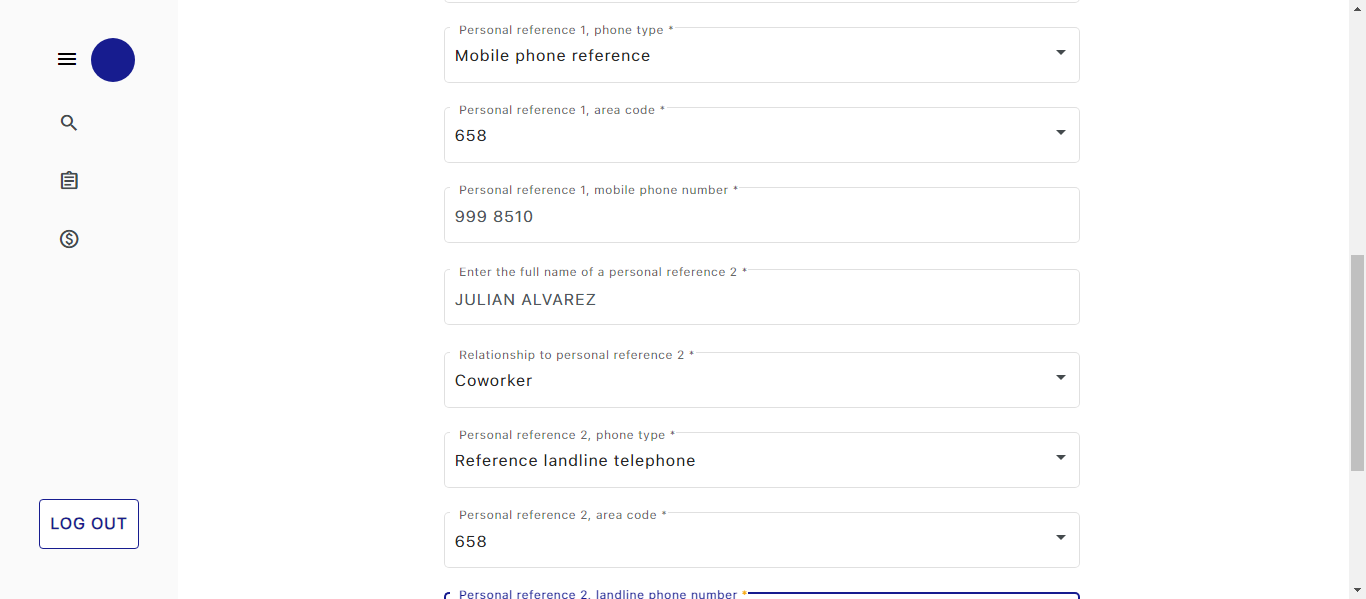 Personal reference 1, phone type *
Mobile phone reference
Personal reference 1, area code *
658
Personal reference 1, mobile phone number *
999 8510
Enter the full name of a personal reference 2 *
JULIAN ALVAREZ
Relationship to personal reference 2 *
Coworker
Personal reference 2, phone type *
Reference landline telephone
Personal reference 2, area code *
658
Personal reference 2, landline phone number *
LOG OUT